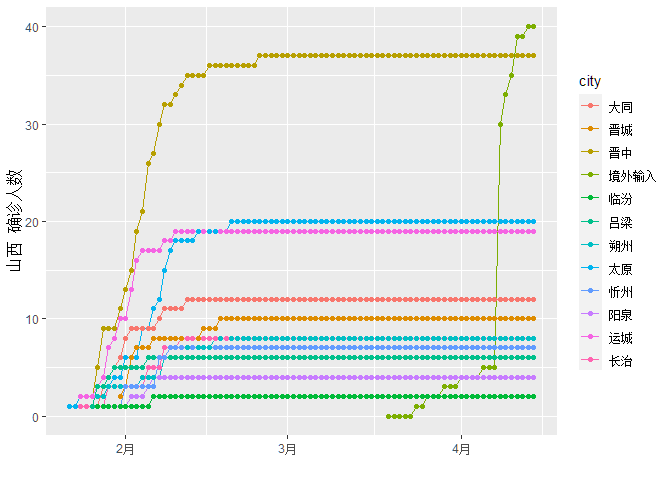 40
30
20
10
0
山西 确诊人数
2月
3月
4月
city
大同
晋城
晋中
境外输入
临汾
吕梁
朔州
太原
忻州
阳泉
运城
长治